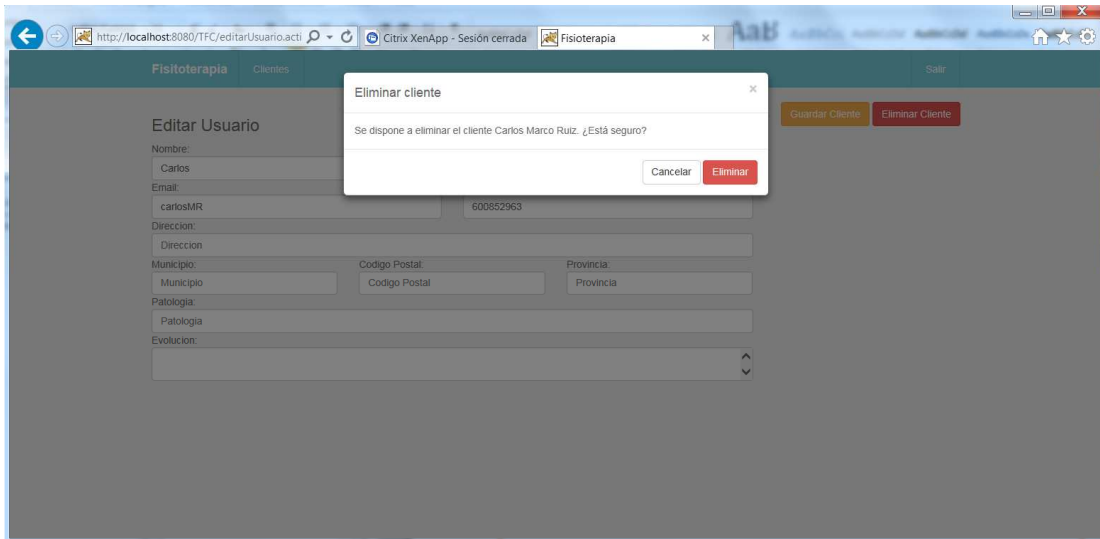 AaB
http://localhost:8080/TFC/editarUsuario.acti
Citrix XenApp - Sesión cerrada
Fisioterapia
Fisitoterapia
Clientes
Salir
Eliminar cliente
×
Se dispone a eliminar el cliente Carlos Marco Ruiz. ¿Está seguro?
Cancelar
Eliminar
Guardar Cliente
Eliminar Cliente
Editar Usuario
Nombre:
Carlos
Email:
carlosMR
600852963
Direccion:
Direccion
Municipio:
Codigo Postal:
Provincia:
Municipio
Codigo Postal
Provincia
Patologia:
Patologia
Evolucion: